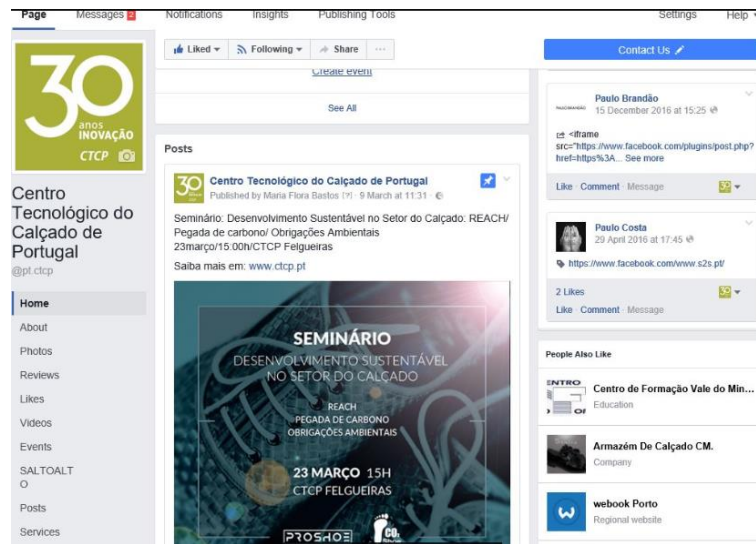 Page Messages 2 Notifications Insights Publishing Tools Settings Help
Liked Following Share ...
Contact Us
30
anos
INOVAÇÃO
CTCP
Centro
Tecnológico do
Calçado de
Portugal
@pt.ctcp
Home
About
Photos
Reviews
Likes
Videos
Events
SALTOALT
O
Posts
Services
Create event
See All
Posts
Centro Tecnológico do Calçado de Portugal
Published by Maria Flora Bastos [?] · 9 March at 11:31 ·
Seminário: Desenvolvimento Sustentável no Setor do Calçado: REACH/
Pegada de carbono/ Obrigações Ambientais
23março/15:00h/CTCP Felgueiras
Saiba mais em: www.ctcp.pt
SEMINÁRIO
DESENVOLVIMENTO SUSTENTÁVEL
NO SETOR DO CALÇADO
REACH
PEGADA DE CARBONO
OBRIGAÇÕES AMBIENTAIS
23 MARÇO 15H
CTCP FELGUEIRAS
PROSHOE
CO2
Paulo Brandão
15 December 2016 at 15:25
<iframe
src="https://www.facebook.com/plugins/post.php?
href=https%3A... See more
Like · Comment · Message
Paulo Costa
29 April 2016 at 17:45
https://www.facebook.com/www.s2s.pt/
2 Likes
Like · Comment · Message
People Also Like
Centro de Formação Vale do Min...
Education
Armazém De Calçado CM.
Company
webook Porto
Regional website